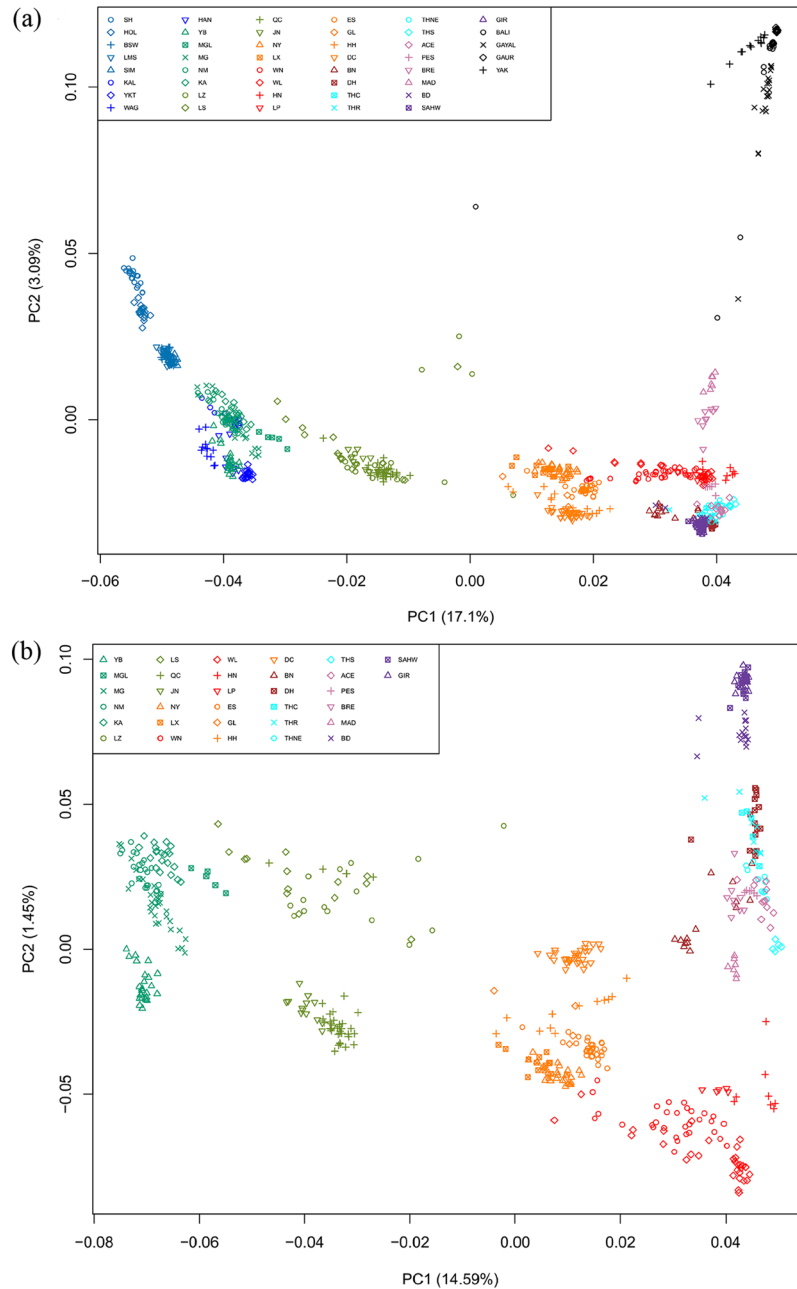 (a)
SH HAN QC ES THNE GIR
HOL YB JN GL THS BALI
BSW MGL NY HH ACE GAYAL
LMS MG LX DC PES GAUR
SIM NM WN BN BRE YAK
KAL KA WL DH MAD
YKT LZ HN THC BD
WAG LS LP THR SAHW
0.10
0.05
0.00
PC2 (3.09%)
−0.06 −0.04 −0.02 0.00 0.02 0.04
PC1 (17.1%)
(b)
YB LS WL DC THS SAHW
MGL QC HN BN ACE GIR
MG JN LP DH PES
NM NY ES THC BRE
KA LX GL THR MAD
LZ WN HH THNE BD
0.10
0.05
0.00
−0.05
PC2 (1.45%)
−0.08 −0.06 −0.04 −0.02 0.00 0.02 0.04
PC1 (14.59%)